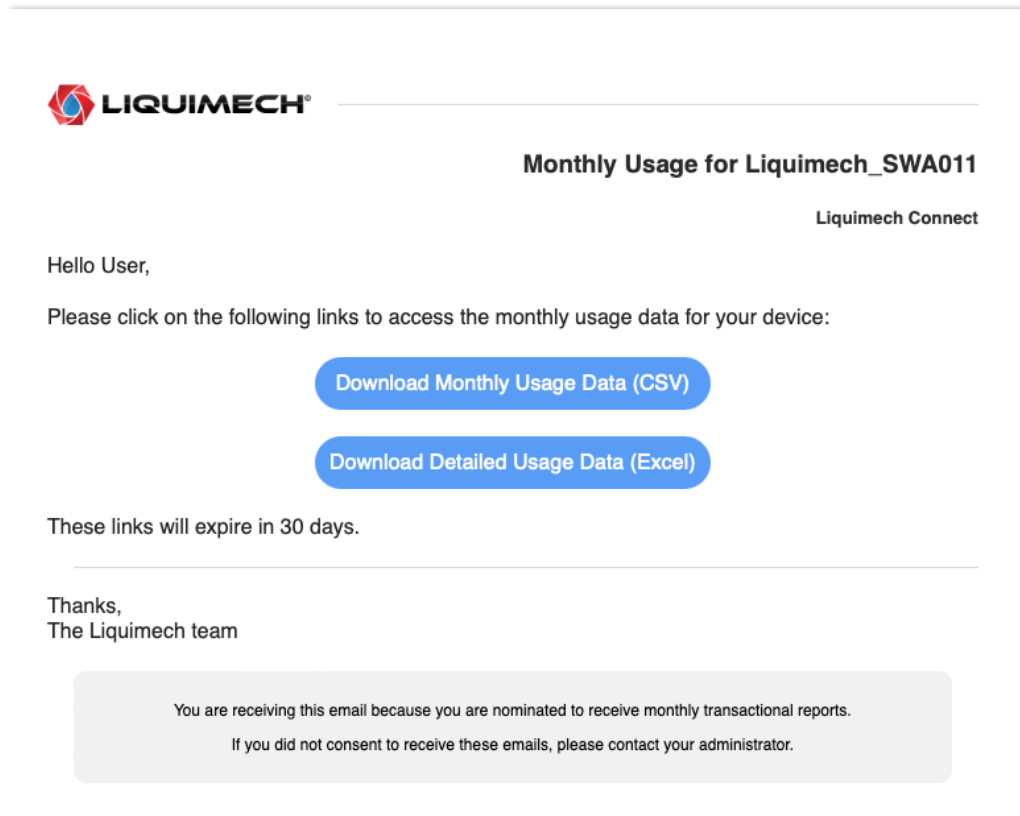 LIQUIMECH®
Monthly Usage for Liquimech_SWA011
Liquimech Connect
Hello User,
Please click on the following links to access the monthly usage data for your device:
Download Monthly Usage Data (CSV)
Download Detailed Usage Data (Excel)
These links will expire in 30 days.
Thanks,
The Liquimech team
You are receiving this email because you are nominated to receive monthly transactional reports.
If you did not consent to receive these emails, please contact your administrator.